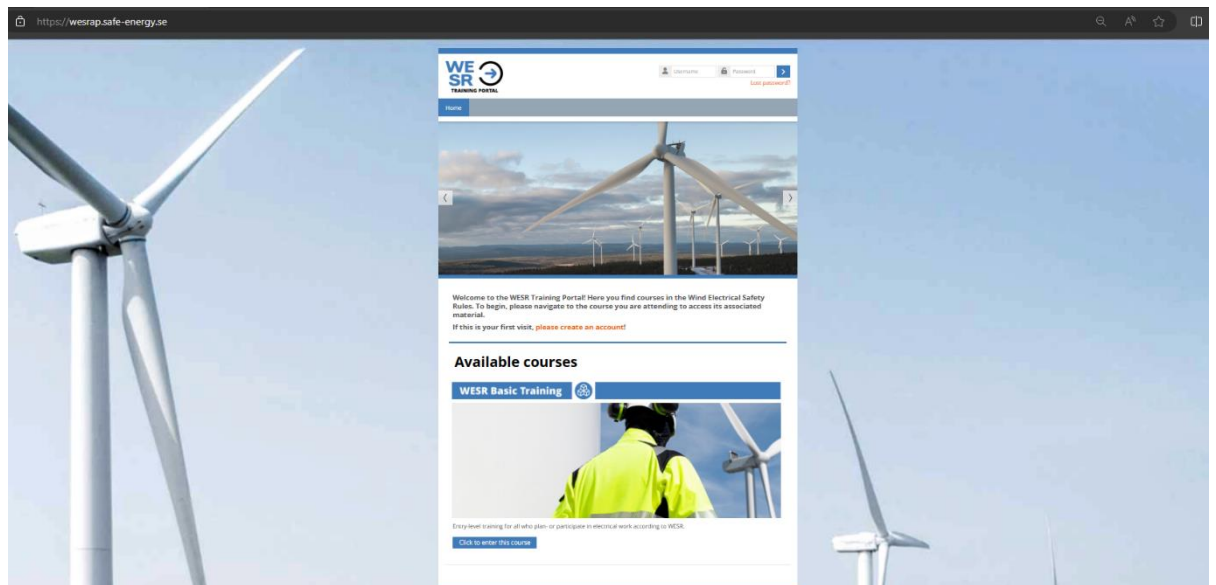 https://wesrap.safe-energy.se
WE
SR
TRAINING PORTAL
Username
Password
Lost password?
Home
Welcome to the WESR Training Portal! Here you find courses in the Wind Electrical Safety
Rules. To begin, please navigate to the course you are attending to access its associated
material.
If this is your first visit, please create an account!
Available courses
WESR Basic Training
Entry-level training for all who plan- or participate in electrical work according to WESR.
Click to enter this course